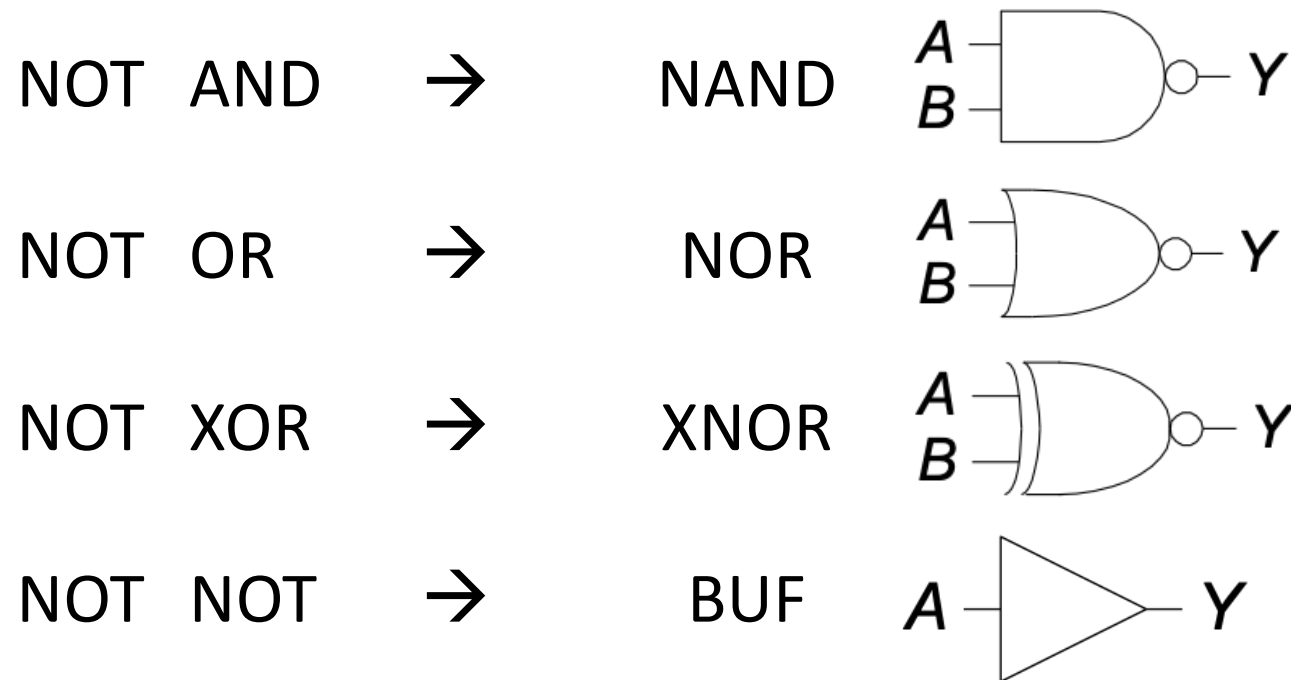 NOT AND → NAND A B Y
NOT OR → NOR A B Y
NOT XOR → XNOR A B Y
NOT NOT → BUF A Y